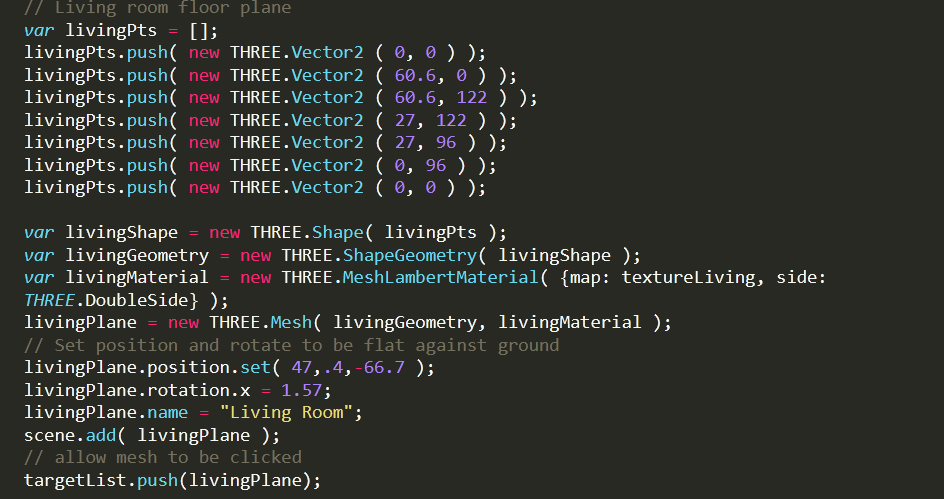 // Living room floor plane
var livingPts = [];
livingPts.push( new THREE.Vector2 ( 0, 0 ) );
livingPts.push( new THREE.Vector2 ( 60.6, 0 ) );
livingPts.push( new THREE.Vector2 ( 60.6, 122 ) );
livingPts.push( new THREE.Vector2 ( 27, 122 ) );
livingPts.push( new THREE.Vector2 ( 27, 96 ) );
livingPts.push( new THREE.Vector2 ( 0, 96 ) );
livingPts.push( new THREE.Vector2 ( 0, 0 ) );
var livingShape = new THREE.Shape( livingPts );
var livingGeometry = new THREE.ShapeGeometry( livingShape );
var livingMaterial = new THREE.MeshLambertMaterial( {map: textureLiving, side:
THREE.DoubleSide} );
livingPlane = new THREE.Mesh( livingGeometry, livingMaterial );
// Set position and rotate to be flat against ground
livingPlane.position.set( 47,.4,-66.7 );
livingPlane.rotation.x = 1.57;
livingPlane.name = "Living Room";
scene.add( livingPlane );
// allow mesh to be clicked
targetList.push(livingPlane);